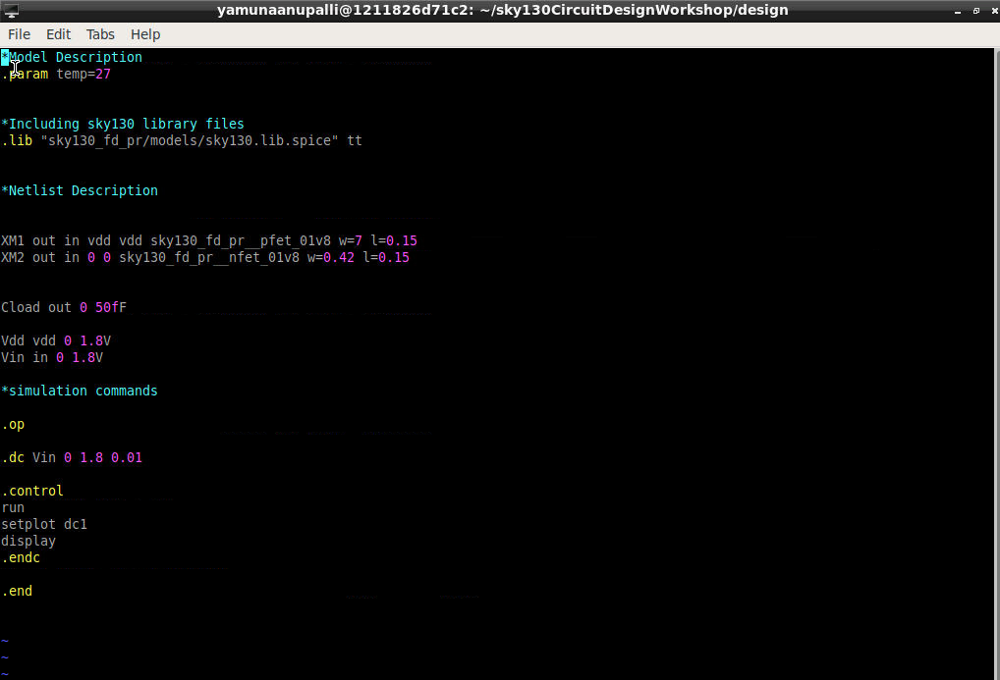 yamunaanupalli@1211826d71c2: ~/sky130CircuitDesignWorkshop/design
File Edit Tabs Help
*Model Description
.param temp=27
*Including sky130 library files
.lib "sky130_fd_pr/models/sky130.lib.spice" tt
*Netlist Description
XM1 out in vdd vdd sky130_fd_pr__pfet_01v8 w=7 l=0.15
XM2 out in 0 0 sky130_fd_pr__nfet_01v8 w=0.42 l=0.15
Cload out 0 50fF
Vdd vdd 0 1.8V
Vin in 0 1.8V
*simulation commands
.op
.dc Vin 0 1.8 0.01
.control
run
setplot dc1
display
.endc
.end
~
~
~